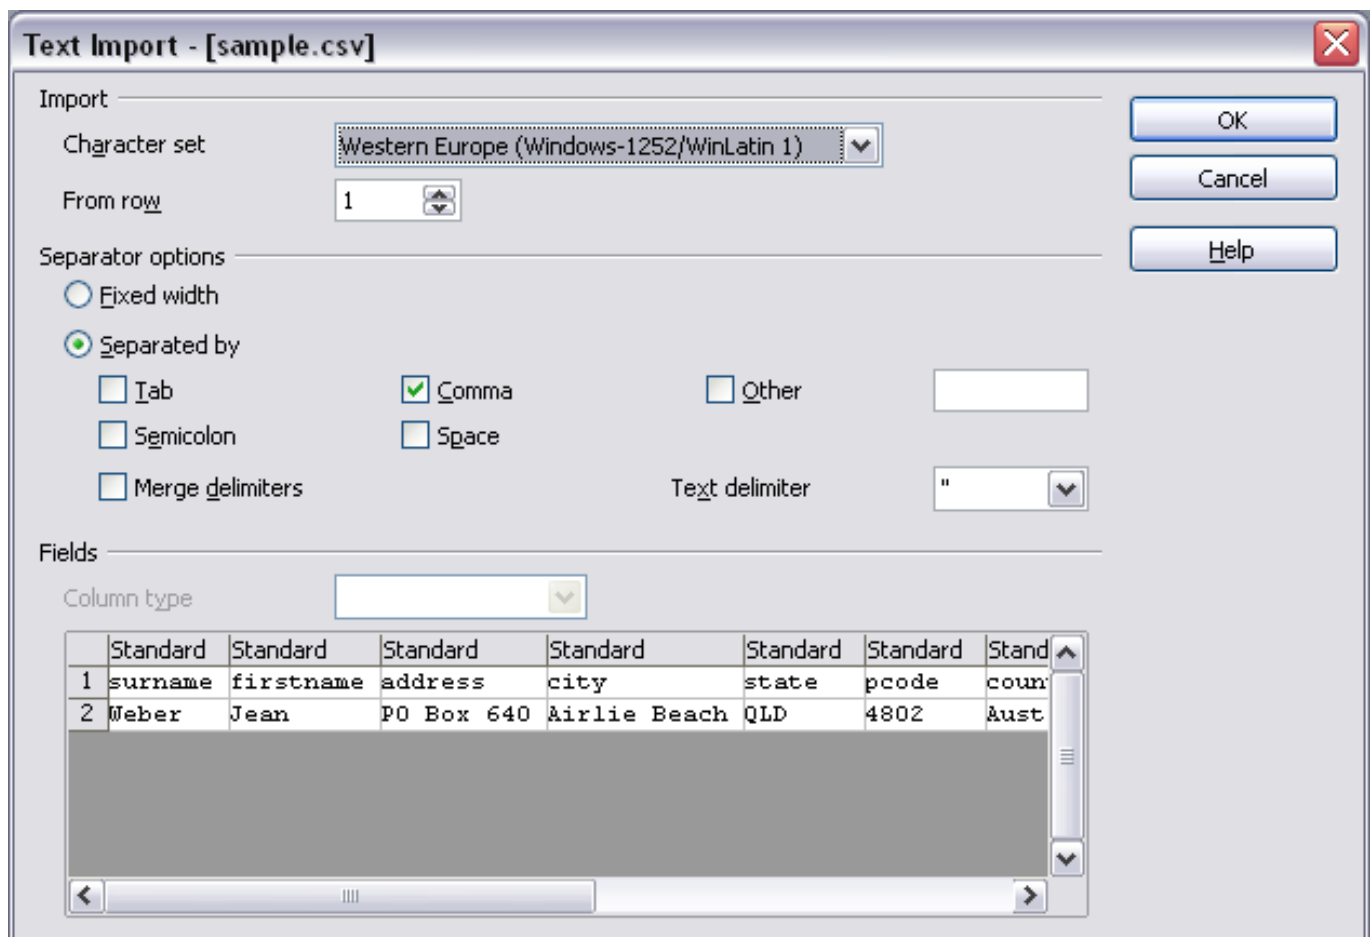 Text Import - [sample.csv]
Import
Character set Western Europe (Windows-1252/WinLatin 1)
OK
From row 1
Cancel
Separator options
Help
Fixed width
Separated by
Tab Comma Other
Semicolon Space
Merge delimiters Text delimiter "
Fields
Column type
Standard Standard Standard Standard Standard Standard Stand
1 surname firstname address city state pcode coun
2 Weber Jean PO Box 640 Airlie Beach QLD 4802 Aust